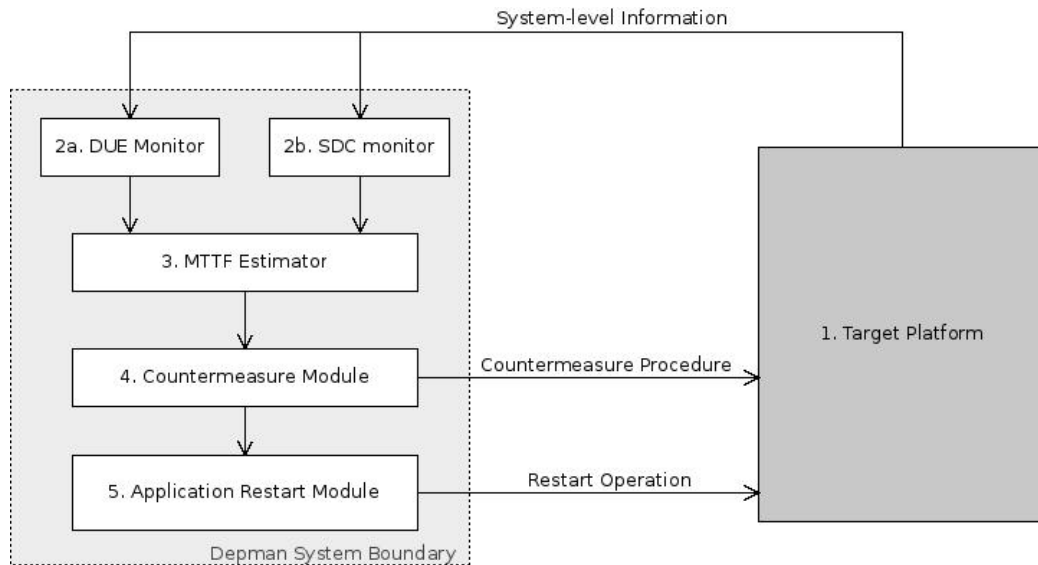 System-level Information
2a. DUE Monitor
2b. SDC monitor
3. MTTF Estimator
1. Target Platform
4. Countermeasure Module
Countermeasure Procedure
5. Application Restart Module
Restart Operation
Depman System Boundary